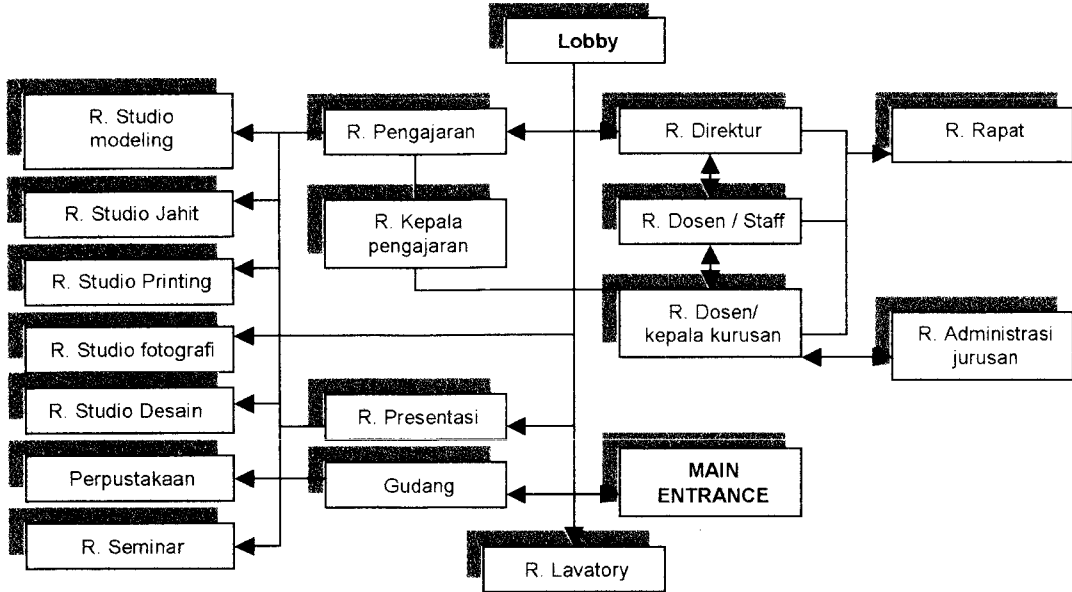 Lobby
R. Studio
modeling
R. Pengajaran
R. Direktur
R. Rapat
R. Studio Jahit
R. Kepala
pengajaran
R. Dosen / Staff
R. Studio Printing
R. Dosen/
kepala kurusan
R. Studio fotografi
R. Administrasi
jurusan
R. Studio Desain
R. Presentasi
Perpustakaan
Gudang
MAIN
ENTRANCE
R. Seminar
R. Lavatory